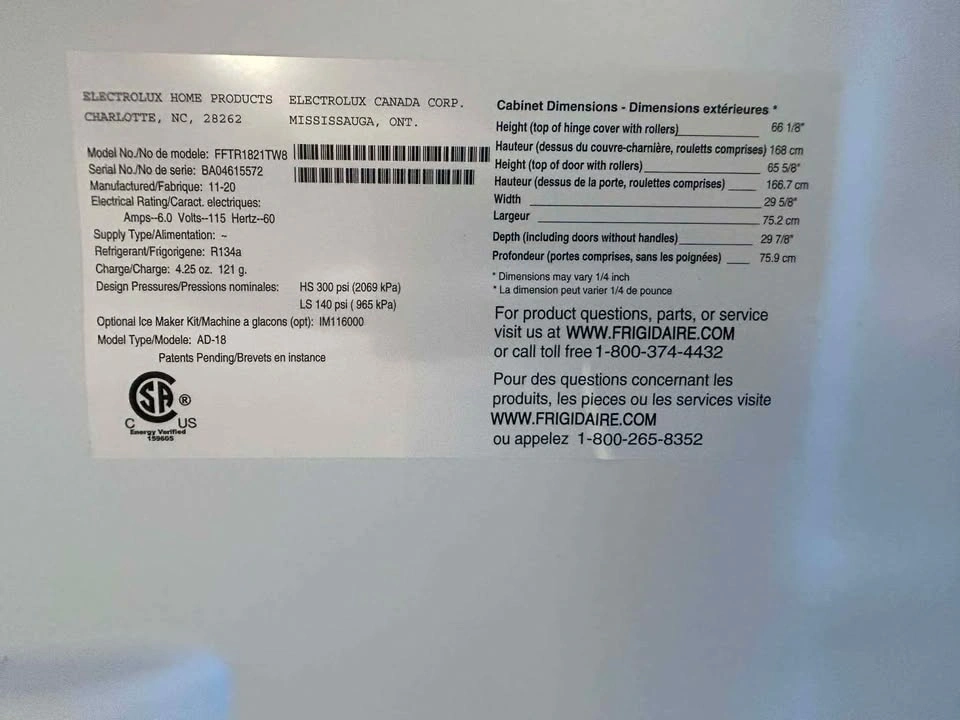 ELECTROLUX HOME PRODUCTS ELECTROLUX CANADA CORP.
CHARLOTTE, NC, 28262 MISSISSAUGA, ONT.
Model No./No de modele: FFTR1821TW8
Serial No./No de serie: BA04615572
Manufactured/Fabrique: 11-20
Electrical Rating/Caract. electriques:
Amps--6.0 Volts--115 Hertz--60
Supply Type/Alimentation: ~
Refrigerant/Frigorigene: R134a
Charge/Charge: 4.25 oz. 121 g.
Design Pressures/Pressions nominales: HS 300 psi (2069 kPa)
LS 140 psi ( 965 kPa)
Optional Ice Maker Kit/Machine a glacons (opt): IM116000
Model Type/Modele: AD-18
Patents Pending/Brevets en instance
CSA ®
C US
Energy Verified
159605
Cabinet Dimensions - Dimensions extérieures *
Height (top of hinge cover with rollers) 66 1/8"
Hauteur (dessus du couvre-charnière, roulettes comprises) 168 cm
Height (top of door with rollers) 65 5/8"
Hauteur (dessus de la porte, roulettes comprises) 166.7 cm
Width 29 5/8"
Largeur 75.2 cm
Depth (including doors without handles) 29 7/8"
Profondeur (portes comprises, sans les poignées) 75.9 cm
* Dimensions may vary 1/4 inch
* La dimension peut varier 1/4 de pounce
For product questions, parts, or service
visit us at WWW.FRIGIDAIRE.COM
or call toll free 1-800-374-4432
Pour des questions concernant les
produits, les pieces ou les services visite
WWW.FRIGIDAIRE.COM
ou appelez 1-800-265-8352